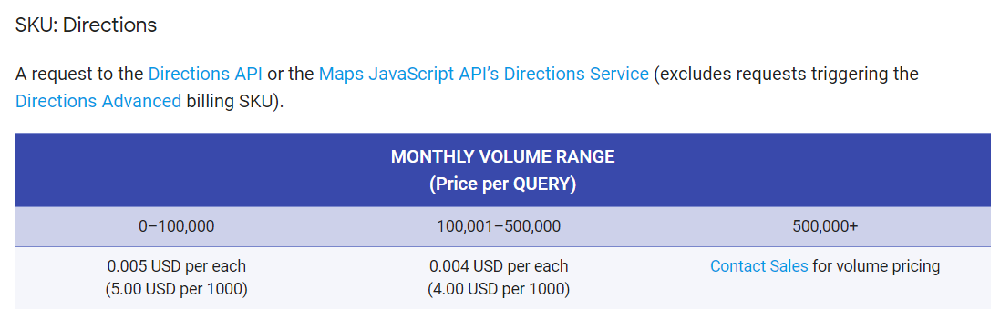 SKU: Directions
A request to the Directions API or the Maps JavaScript API’s Directions Service (excludes requests triggering the
Directions Advanced billing SKU).
MONTHLY VOLUME RANGE
(Price per QUERY)
0–100,000
100,001–500,000
500,000+
0.005 USD per each
(5.00 USD per 1000)
0.004 USD per each
(4.00 USD per 1000)
Contact Sales for volume pricing